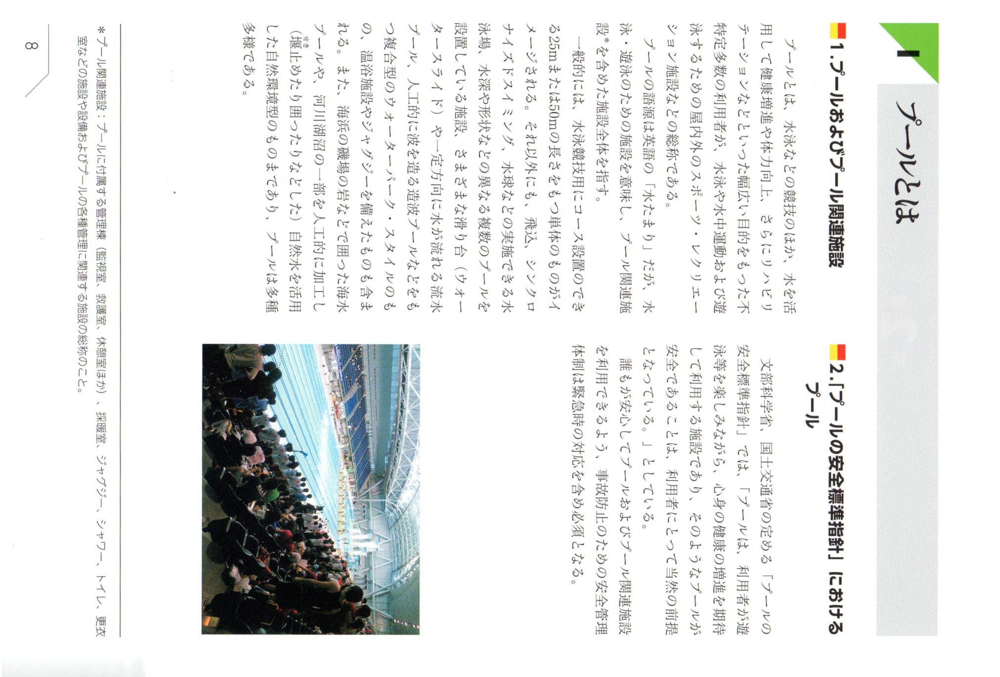 I プールとは
1.プールおよびプール関連施設
プールとは、水泳などの競技のほか、水を活
用して健康増進や体力向上、さらにリハビリ
テーションなどといった幅広い目的をもった不
特定多数の利用者が、水泳や水中運動および遊
泳するための屋内外のスポーツ・レクリエー
ション施設などの総称である。
プールの語源は英語の「水たまり」だが、水
泳・遊泳のための施設を意味し、プール関連施
設*を含めた施設全体を指す。
一般的には、水泳競技用にコース設置のでき
る25mまたは50mの長さをもつ単体のものがイ
メージされる。それ以外にも、飛込、シンクロ
ナイズドスイミング、水球などの実施できる水
泳場、水深や形状などの異なる複数のプールを
設置している施設、さまざまな滑り台（ウォー
タースライド）や一定方向に水が流れる流水
プール、人工的に波を造る造波プールなどをも
つ複合型のウォーターパーク・スタイルのも
の、温浴施設やジャグジーを備えたものも含ま
れる。また、海浜の磯場の岩などで囲った海水
プールや、河川湖沼の一部を人工的に加工し
せき
（堰止めたり囲ったりなどした）自然水を活用
した自然環境型のものまであり、プールは多種
多様である。
2.「プールの安全標準指針」における
プール
文部科学省、国土交通省の定める「プールの
安全標準指針」では、「プールは、利用者が遊
泳等を楽しみながら、心身の健康の増進を期待
して利用する施設であり、そのようなプールが
安全であることは、利用者にとって当然の前提
となっている。」としている。
誰もが安心してプールおよびプール関連施設
を利用できるよう、事故防止のための安全管理
体制は緊急時の対応を含め必須となる。
*プール関連施設：プールに付属する管理棟（監視室、救護室、休憩室ほか）、採暖室、ジャグジー、シャワー、トイレ、更衣
室などの施設や設備およびプールの各種管理に関連する施設の総称のこと。
8